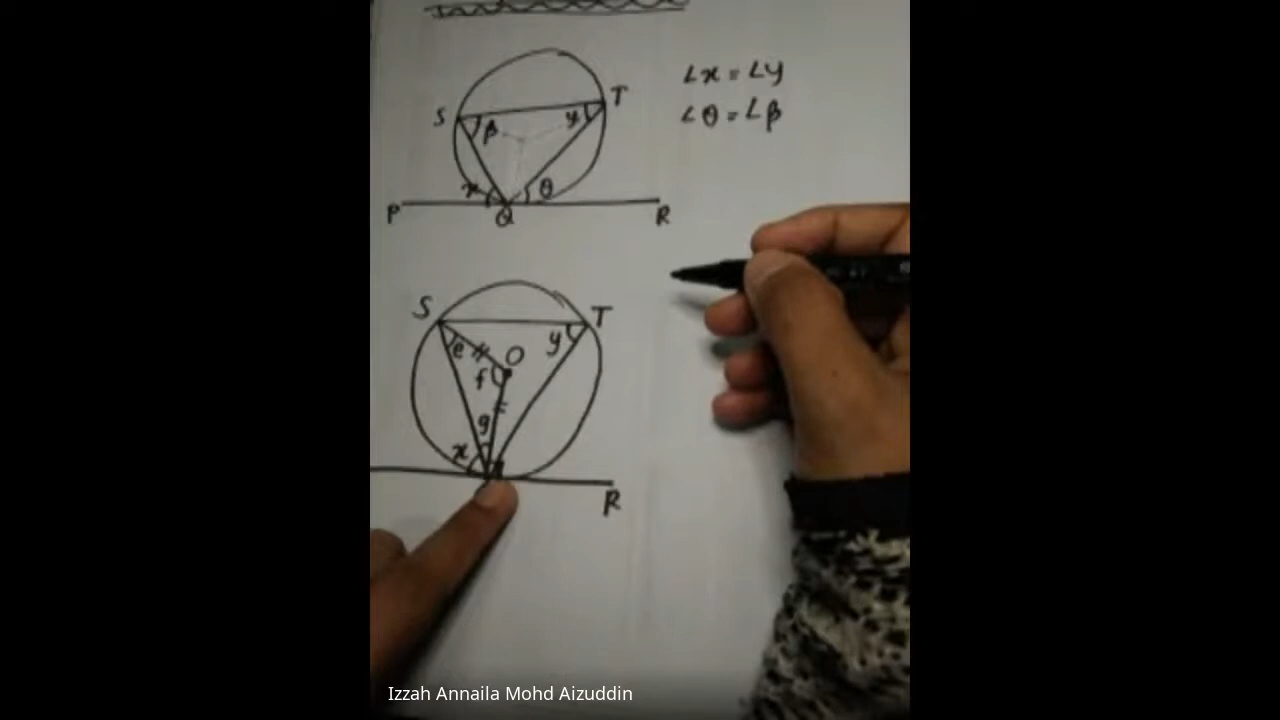 ∠x = ∠y
∠θ = ∠β
S
T
β
y
x
θ
P
Q
R
S
T
e
O
y
f
g
x
R
Izzah Annaila Mohd Aizuddin